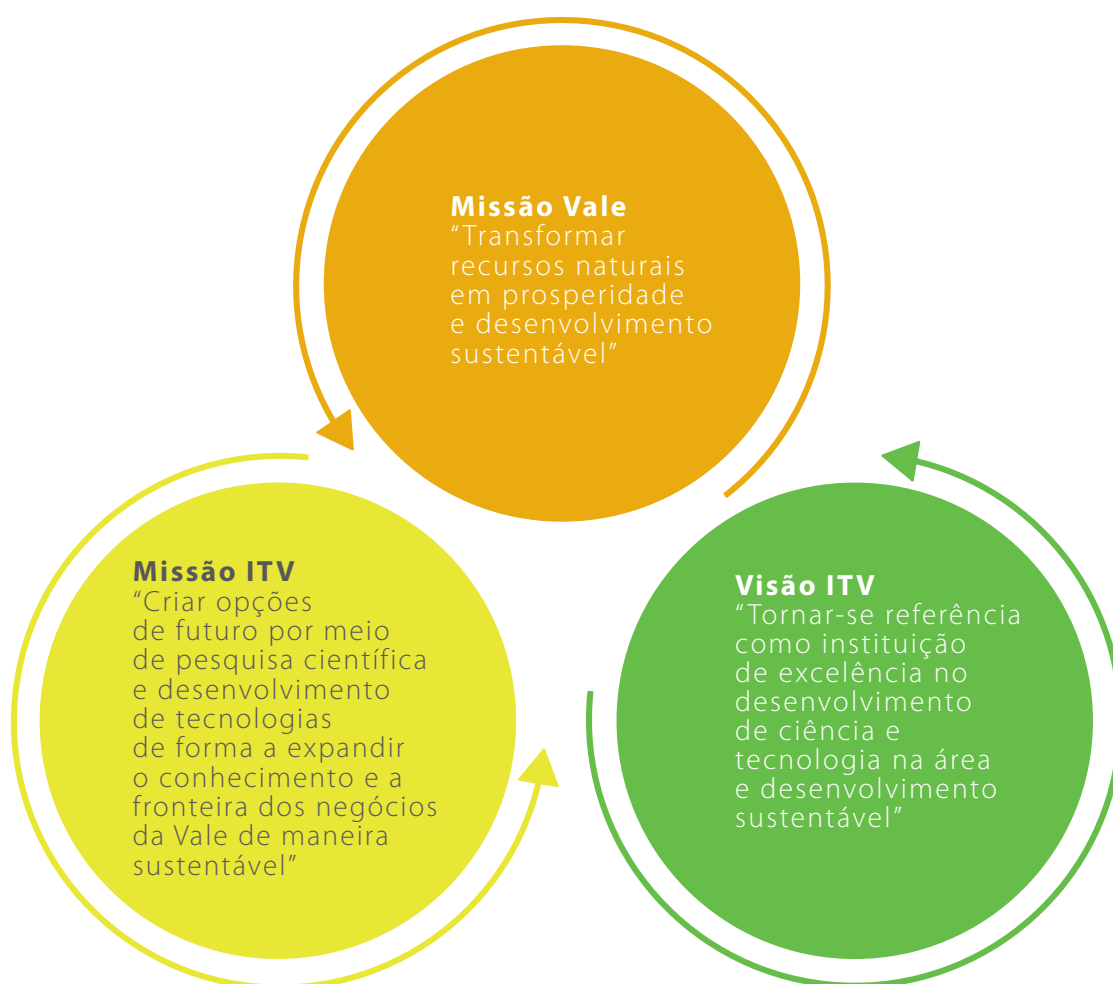 Missão Vale
“Transformar
recursos naturais
em prosperidade
e desenvolvimento
sustentável”
Missão ITV
“Criar opções
de futuro por meio
de pesquisa científica
e desenvolvimento
de tecnologias
de forma a expandir
o conhecimento e a
fronteira dos negócios
da Vale de maneira
sustentável”
Visão ITV
“Tornar-se referência
como instituição
de excelência no
desenvolvimento
de ciência e
tecnologia na área
e desenvolvimento
sustentável”